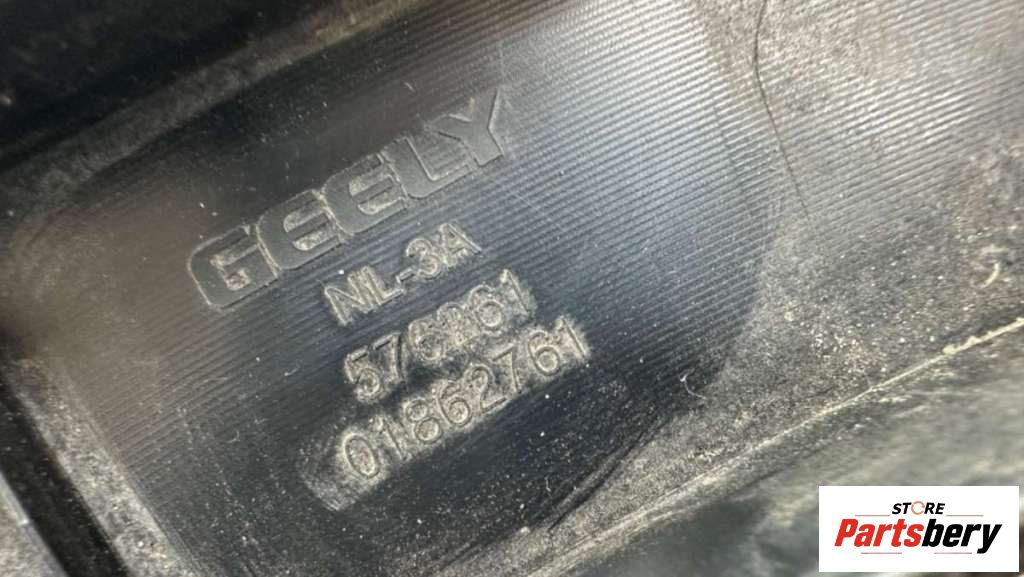 GEELY
NL-3A
01862761
STORE
Partsbery